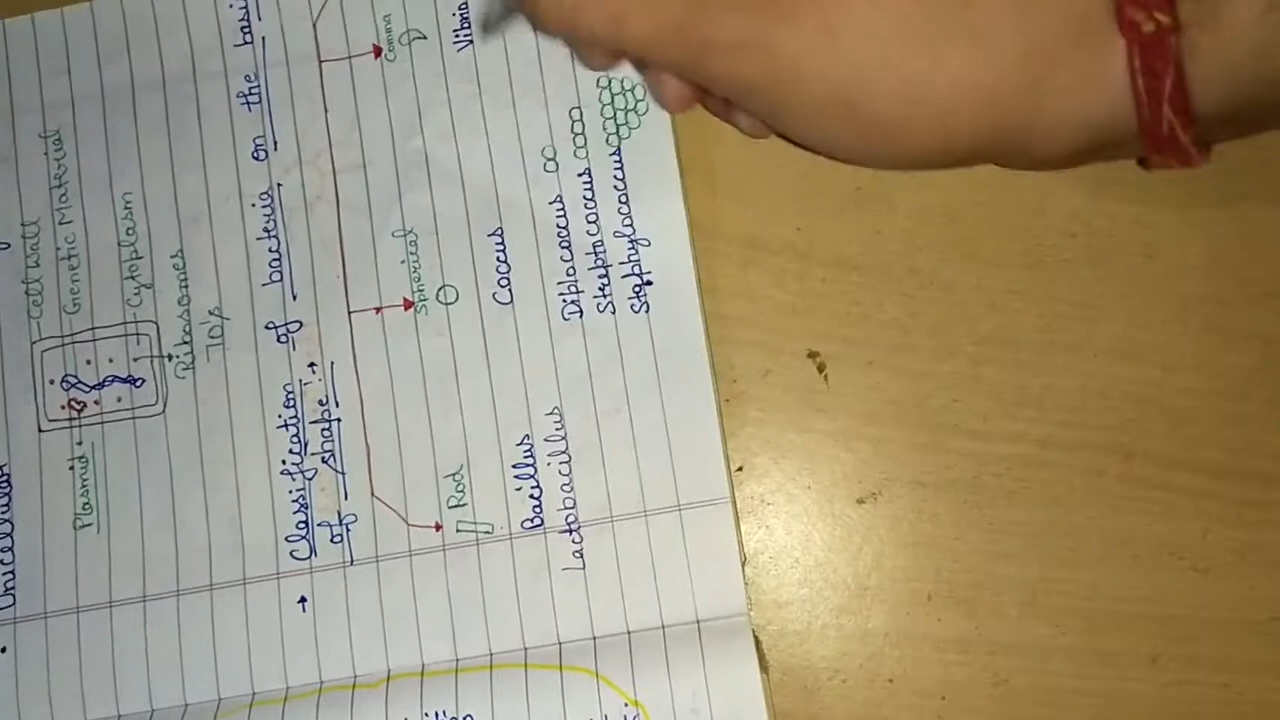 • Unicellular
Cell Wall
Genetic Material
Plasmid
Cytoplasm
Ribosomes
70's
→ Classification of bacteria on the basi
of shape :→
Rod
Spherical
Comma
Bacillus
Coccus
Vibrio
Lactobacillus
Diplococcus
Streptococcus
Staphylococcus